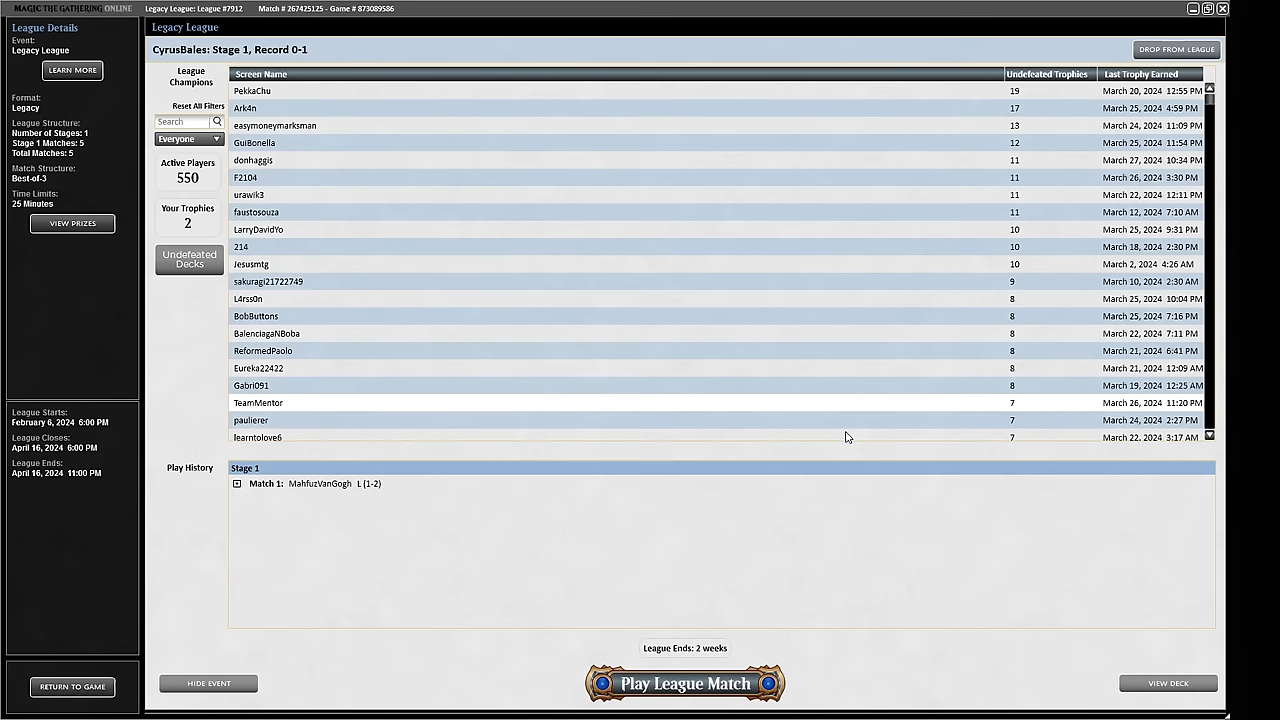 MAGIC THE GATHERING ONLINE Legacy League: League #7912 Match # 267425125 - Game # 873089586
League Details
Event:
Legacy League
LEARN MORE
Format:
Legacy
League Structure:
Number of Stages: 1
Stage 1 Matches: 5
Total Matches: 5
Match Structure:
Best-of-3
Time Limits:
25 Minutes
VIEW PRIZES
League Starts:
February 6, 2024 6:00 PM
League Closes:
April 16, 2024 6:00 PM
League Ends:
April 16, 2024 11:00 PM
RETURN TO GAME
Legacy League
CyrusBales: Stage 1, Record 0-1
DROP FROM LEAGUE
League
Champions
Reset All Filters
Search
Everyone
Active Players
550
Your Trophies
2
Undefeated
Decks
Screen Name Undefeated Trophies Last Trophy Earned
PekkaChu 19 March 20, 2024 12:55 PM
Ark4n 17 March 25, 2024 4:59 PM
easymoneymarksman 13 March 24, 2024 11:09 PM
GuiBonella 12 March 25, 2024 11:54 PM
donhaggis 11 March 27, 2024 10:34 PM
F2104 11 March 26, 2024 3:30 PM
urawik3 11 March 22, 2024 12:11 PM
faustosouza 11 March 12, 2024 7:10 AM
LarryDavidYo 10 March 25, 2024 9:31 PM
214 10 March 18, 2024 2:30 PM
Jesusmtg 10 March 2, 2024 4:26 AM
sakuragi21722749 9 March 10, 2024 2:30 AM
L4rss0n 8 March 25, 2024 10:04 PM
BobButtons 8 March 25, 2024 7:16 PM
BalenciagaNBoba 8 March 22, 2024 7:11 PM
ReformedPaolo 8 March 21, 2024 6:41 PM
Eureka22422 8 March 21, 2024 12:09 AM
Gabri091 8 March 19, 2024 12:25 AM
TeamMentor 7 March 26, 2024 11:20 PM
paulierer 7 March 24, 2024 2:27 PM
learntolove6 7 March 22, 2024 3:17 AM
Play History
Stage 1
Match 1: MahfuzVanGogh L (1-2)
League Ends: 2 weeks
HIDE EVENT
Play League Match
VIEW DECK